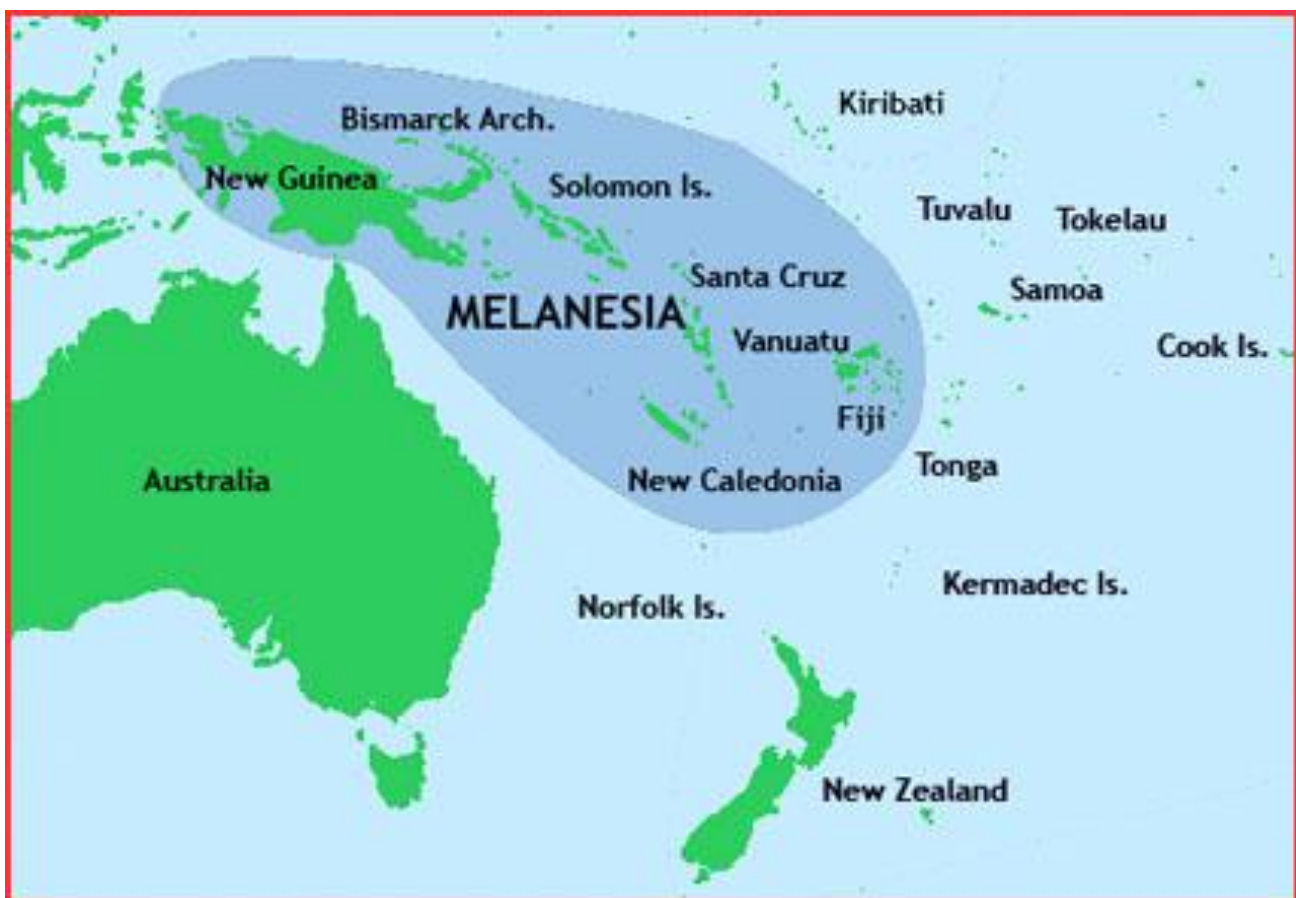 Kiribati
Bismarck Arch.
New Guinea
Solomon Is.
Tuvalu
Tokelau
Santa Cruz
Samoa
MELANESIA
Vanuatu
Cook Is.
Fiji
Tonga
Australia
New Caledonia
Kermadec Is.
Norfolk Is.
New Zealand